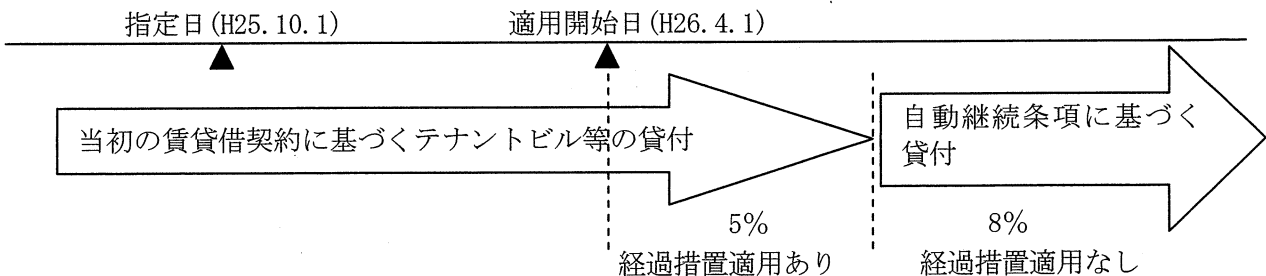 指定日(H25.10.1)
適用開始日(H26.4.1)
当初の賃貸借契約に基づくテナントビル等の貸付
自動継続条項に基づく
貸付
5%
経過措置適用あり
8%
経過措置適用なし